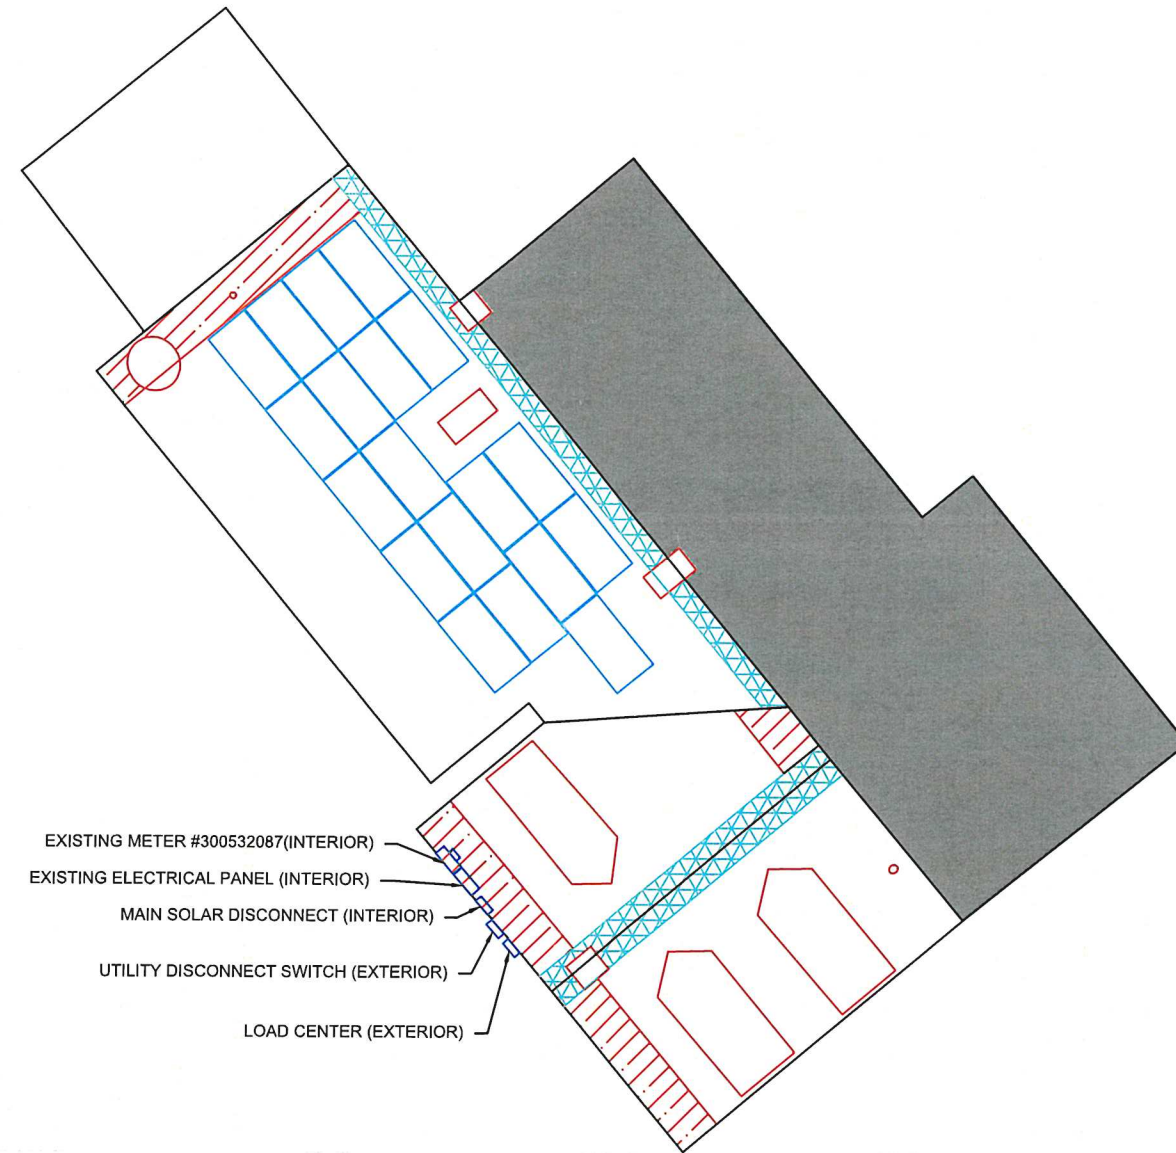 EXISTING METER #300532087(INTERIOR)
EXISTING ELECTRICAL PANEL (INTERIOR)
MAIN SOLAR DISCONNECT (INTERIOR)
UTILITY DISCONNECT SWITCH (EXTERIOR)
LOAD CENTER (EXTERIOR)